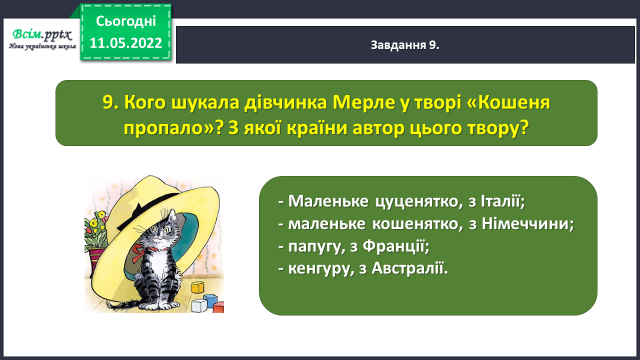 Всім.pptx
Нова українська школа
Сьогодні
11.05.2022
Завдання 9.
9. Кого шукала дівчинка Мерле у творі «Кошеня
пропало»? З якої країни автор цього твору?
- Маленьке цуценятко, з Італії;
- маленьке кошенятко, з Німеччини;
- папугу, з Франції;
- кенгуру, з Австралії.